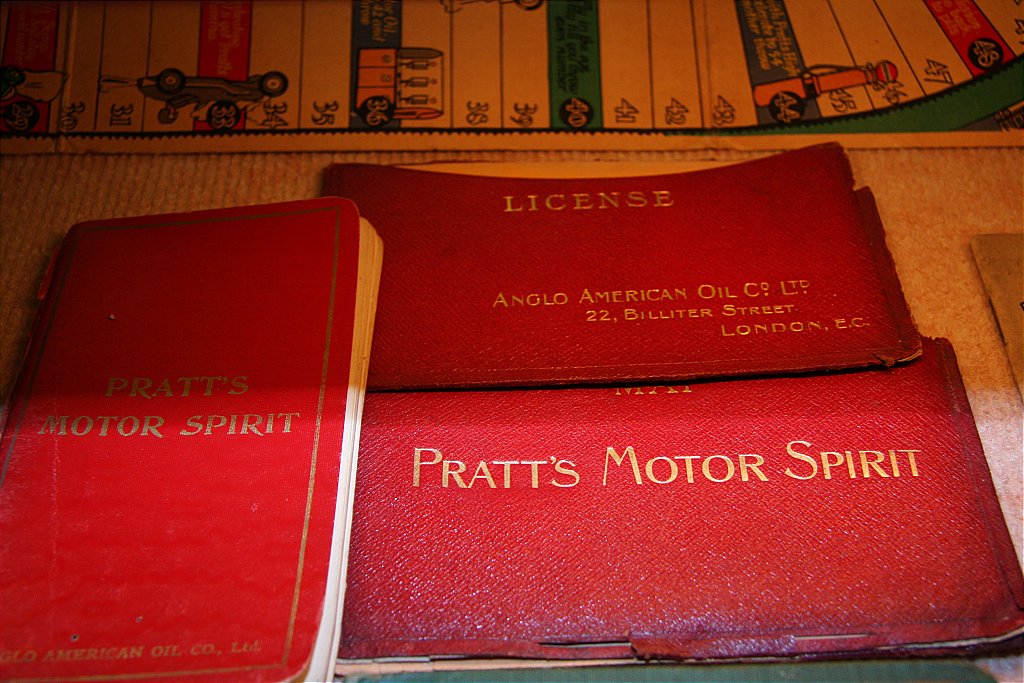 30
31
33
34
35
36
38
39
40
41
42
43
44
45
46
47
48
LICENSE
ANGLO AMERICAN OIL CO. LTD
22, BILLITER STREET.
LONDON, E.C.
PRATT'S
MOTOR SPIRIT
GLO AMERICAN OIL CO., Ltd.
MAP
PRATT'S MOTOR SPIRIT